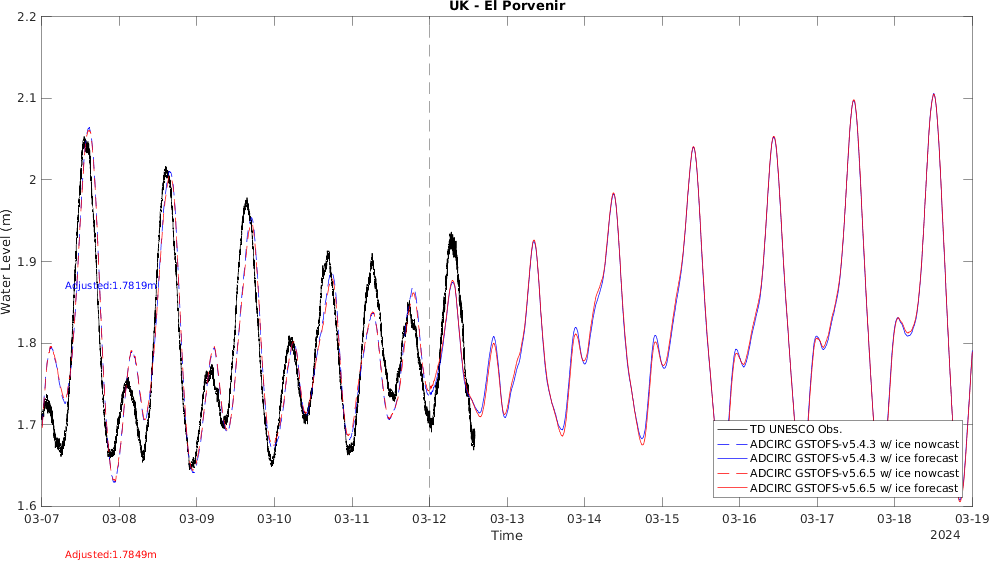 UK - El Porvenir
2.2
2.1
2
1.9
1.8
1.7
1.6
Water Level (m)
Adjusted:1.7819m
TD UNESCO Obs.
ADCIRC GSTOFS-v5.4.3 w/ ice nowcast
ADCIRC GSTOFS-v5.4.3 w/ ice forecast
ADCIRC GSTOFS-v5.6.5 w/ ice nowcast
ADCIRC GSTOFS-v5.6.5 w/ ice forecast
03-07 03-08 03-09 03-10 03-11 03-12 03-13 03-14 03-15 03-16 03-17 03-18 03-19
Time
2024
Adjusted:1.7849m